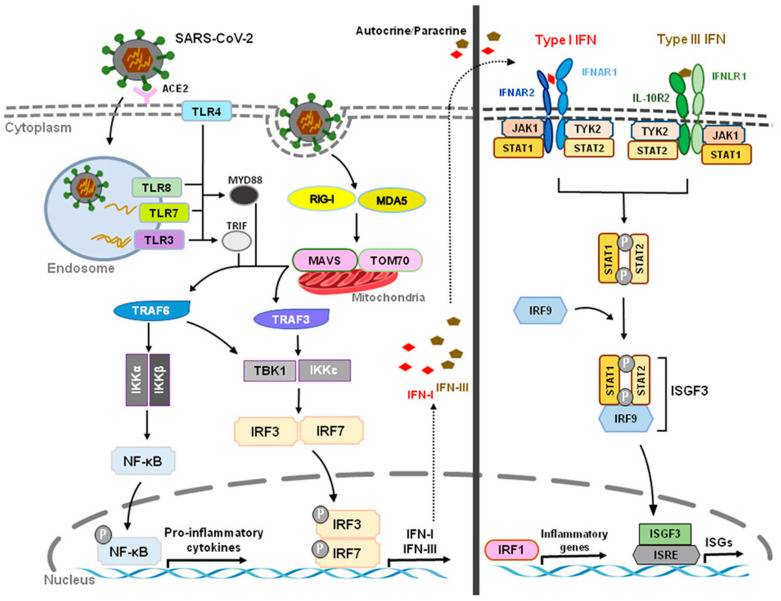 SARS-CoV-2
ACE2
TLR4
Cytoplasm
TLR8
TLR7
TLR3
Endosome
MYD88
TRIF
RIG-I
MDA5
MAVS
TOM70
Mitochondria
TRAF6
TRAF3
IKKα
IKKβ
TBK1
IKKε
IRF3
IRF7
NF-κB
P
NF-κB
Pro-inflammatory
cytokines
P
IRF3
P
IRF7
IFN-I
IFN-III
Nucleus
IFN-I
IFN-III
Autocrine/Paracrine
Type I IFN
Type III IFN
IFNAR2
IFNAR1
IL-10R2
IFNLR1
JAK1
STAT1
TYK2
STAT2
TYK2
STAT2
JAK1
STAT1
STAT1
P
P
STAT2
IRF9
STAT1
P
P
STAT2
IRF9
ISGF3
IRF1
Inflammatory
genes
ISGF3
ISRE
ISGs